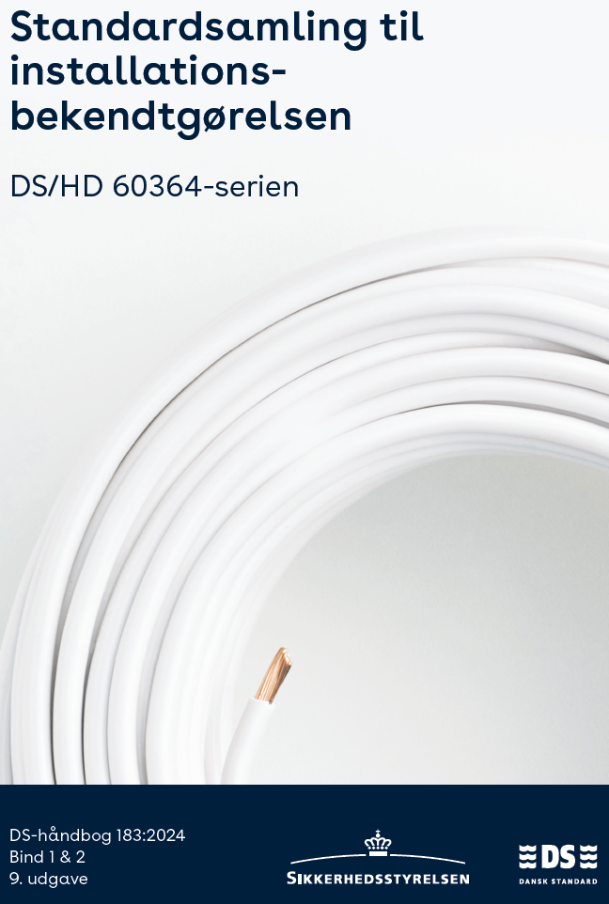 Standardsamling til
installations-
bekendtgørelsen
DS/HD 60364-serien
DS-håndbog 183:2024
Bind 1 & 2
9. udgave
SIKKERHEDSSTYRELSEN
DS
DANSK STANDARD